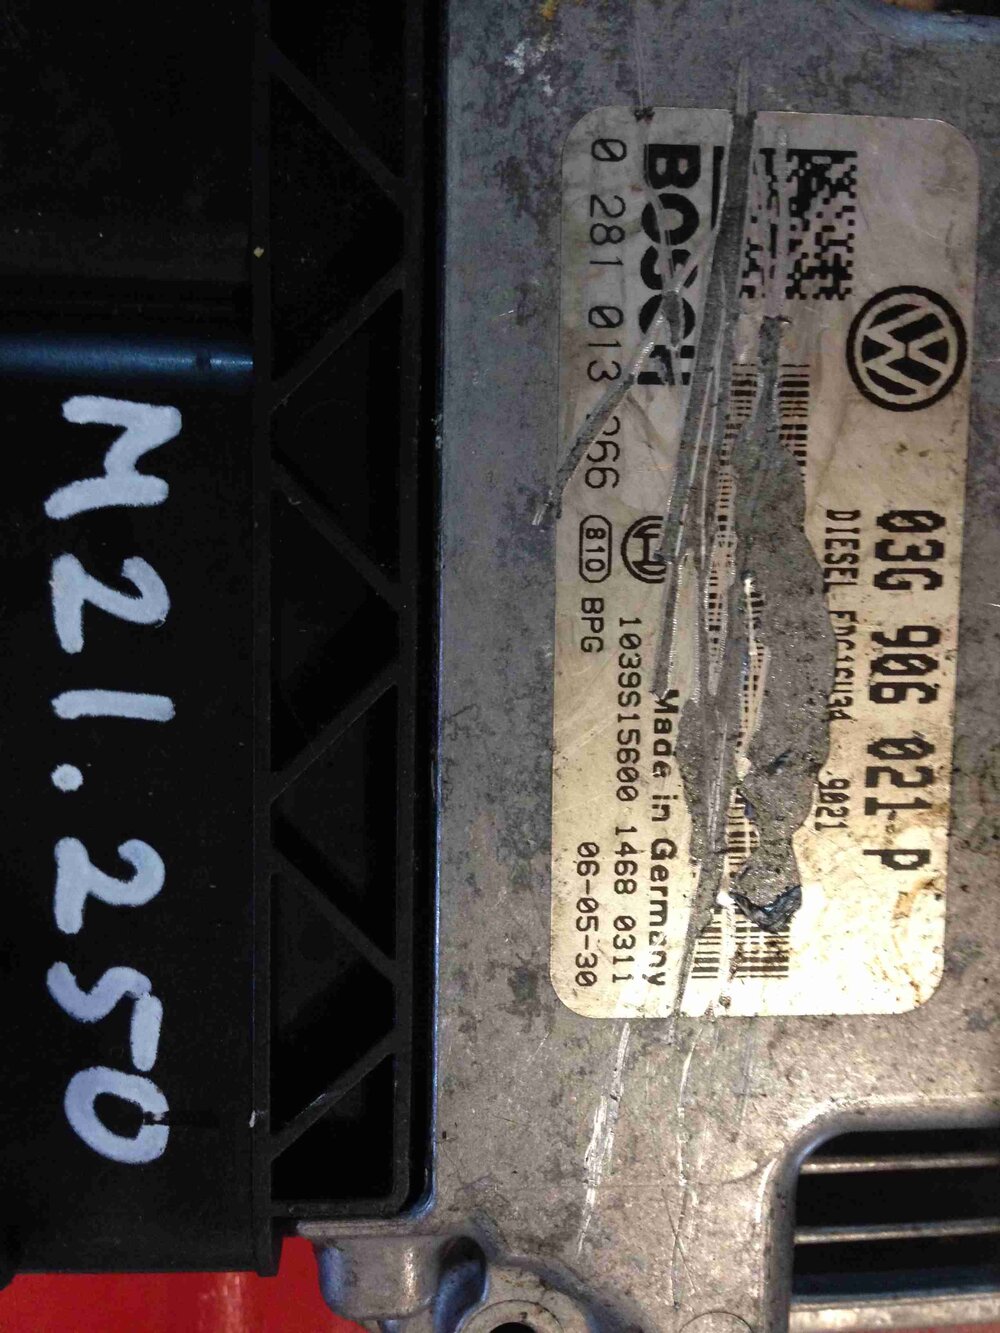 03G 906 021 P
DIESEL 9021
BOSCH
Made in Germany
1039S15600 1468 0311
0 281 013 810 BPG 06-05-30
M21.250